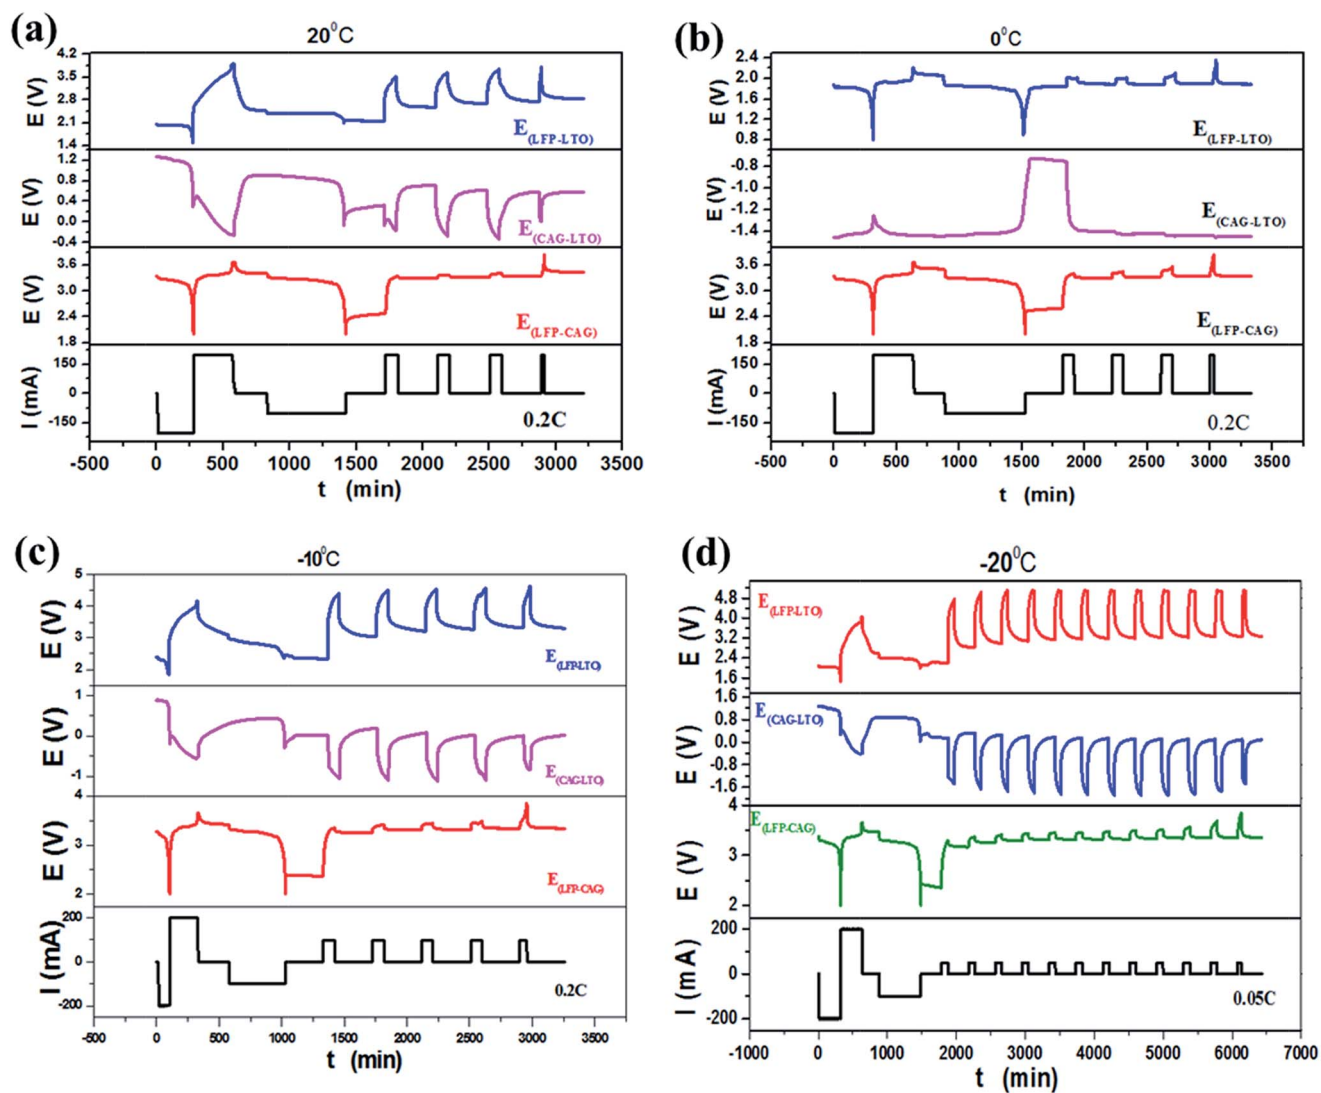 (a)
20⁰C
4.2
3.5
2.8
2.1
1.4
E (V)
E(LFP-LTO)
1.2
0.8
0.4
0.0
-0.4
E (V)
E(CAG-LTO)
3.6
3.0
2.4
1.8
E (V)
E(LFP-CAG)
150
0
-150
I (mA)
0.2C
-500 0 500 1000 1500 2000 2500 3000 3500
t (min)
(b)
0⁰C
2.4
2.0
1.6
1.2
0.8
E (V)
E(LFP-LTO)
-0.8
-1.0
-1.2
-1.4
E (V)
E(CAG-LTO)
3.6
3.0
2.4
1.8
E (V)
E(LFP-CAG)
150
0
-150
I (mA)
0.2C
-500 0 500 1000 1500 2000 2500 3000 3500
t (min)
(c)
-10⁰C
5
4
3
2
E (V)
E(LFP-LTO)
1
0
-1
E (V)
E(CAG-LTO)
4
3
2
E (V)
E(LFP-CAG)
200
0
-200
I (mA)
0.2C
-500 0 500 1000 1500 2000 2500 3000 3500
t (min)
(d)
-20⁰C
4.8
4.0
3.2
2.4
1.6
E (V)
E(LFP-LTO)
1.6
0.8
0.0
-0.8
-1.6
E (V)
E(CAG-LTO)
4
3
2
E (V)
E(LFP-CAG)
200
0
-200
I (mA)
0.05C
-1000 0 1000 2000 3000 4000 5000 6000 7000
t (min)